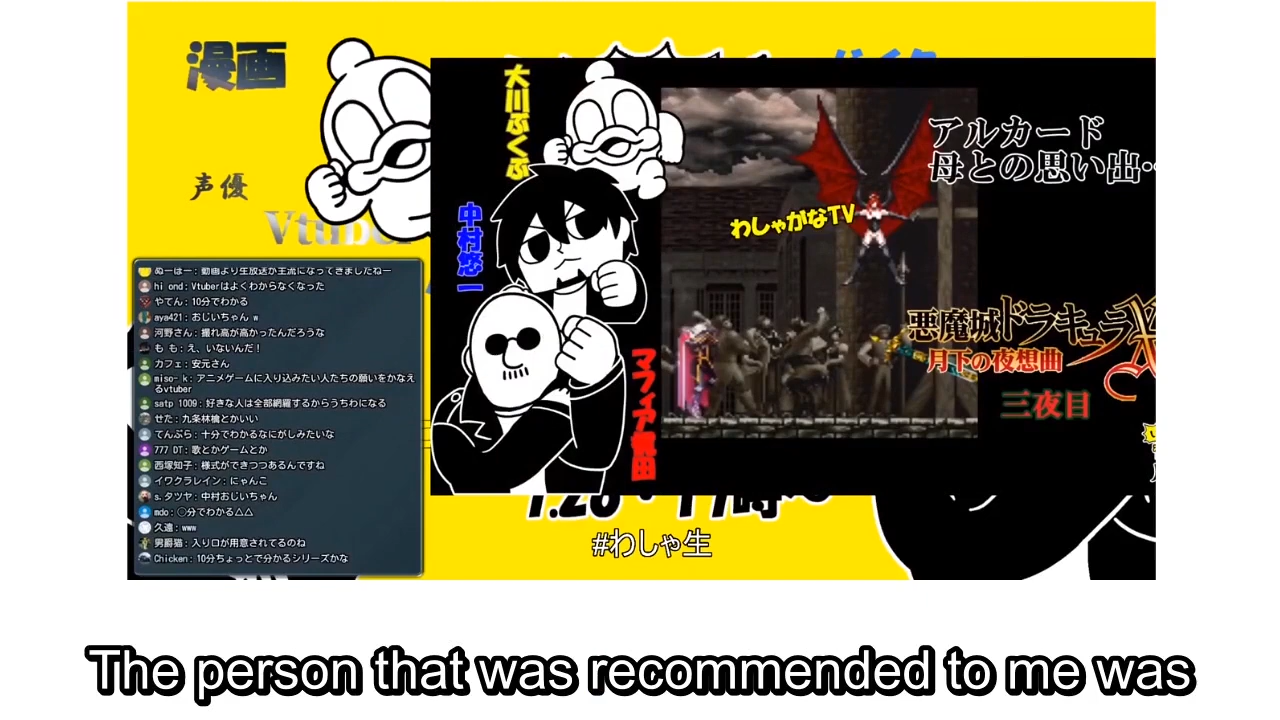 漫画
声優
Vtuber
大川ぶくぶ
中村悠一
マフィア梶田
わしゃがなTV
アルカード
母との思い出…
悪魔城ドラキュラX
月下の夜想曲
三夜目
ぬーはー：動画より生放送が主流になってきましたねー
hi ond：Vtuberはよくわからなくなった
やてん：10分でわかる
aya421：おじいちゃん w
河野さん：撮れ高が高かったんだろうな
も も：え、いないんだ！
カフェ：安元さん
miso- k：アニメゲームに入り込みたい人たちの願いをかなえ
るvtuber
satp 1009：好きな人は全部網羅するからうちわになる
せた：九条林檎とかいい
てんぷら：十分でわかるなにがしみたいな
777 DT：歌とかゲームとか
西塚知子：様式ができつつあるんですね
イワクラレイン：にゃんこ
s.タツヤ：中村おじいちゃん
mdo：〇分でわかる△△
久遠：www
男爵猫：入り口が用意されてるのね
Chicken：10分ちょっとで分かるシリーズかな
#わしゃ生
The person that was recommended to me was